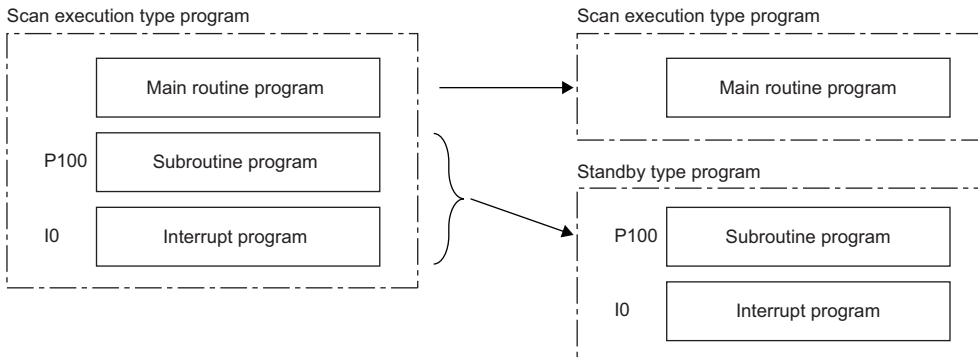 Scan execution type program
Main routine program
P100 Subroutine program
I0 Interrupt program
Scan execution type program
Main routine program
Standby type program
P100 Subroutine program
I0 Interrupt program